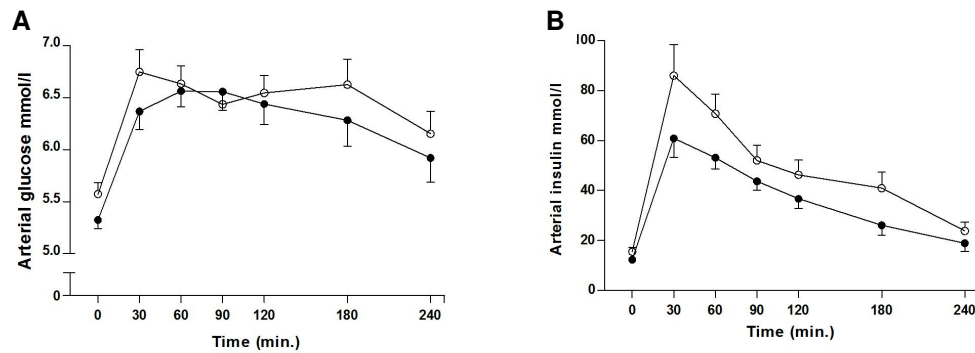 A
Arterial glucose mmol/l
7.0
6.5
6.0
5.5
5.0
0
0 30 60 90 120 180 240
Time (min.)
B
Arterial insulin mmol/l
100
80
60
40
20
0
0 30 60 90 120 180 240
Time (min.)